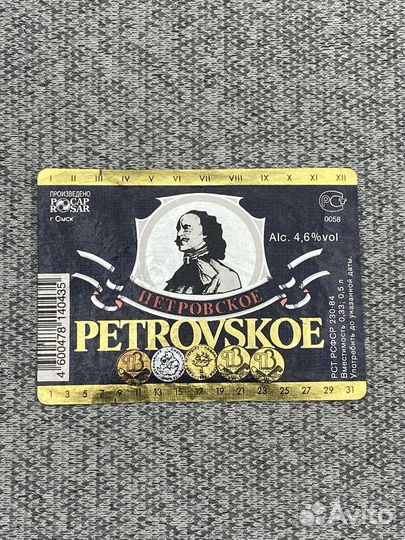 I II III IV V VI VII VIII IX X XI XII
ПРОИЗВЕДЕНО
РОСАР
ROSAR
г Омск
0058
Alc. 4,6%vol
ПЕТРОВСКОЕ
PETROVSKOE
4 600478 140435
РСТ РСФСР 230-84
Вместимость 0,33; 0,5 л
Употребить до указанной даты.
1 3 5 7 9 11 13 15 17 19 21 23 25 27 29 31
Avito